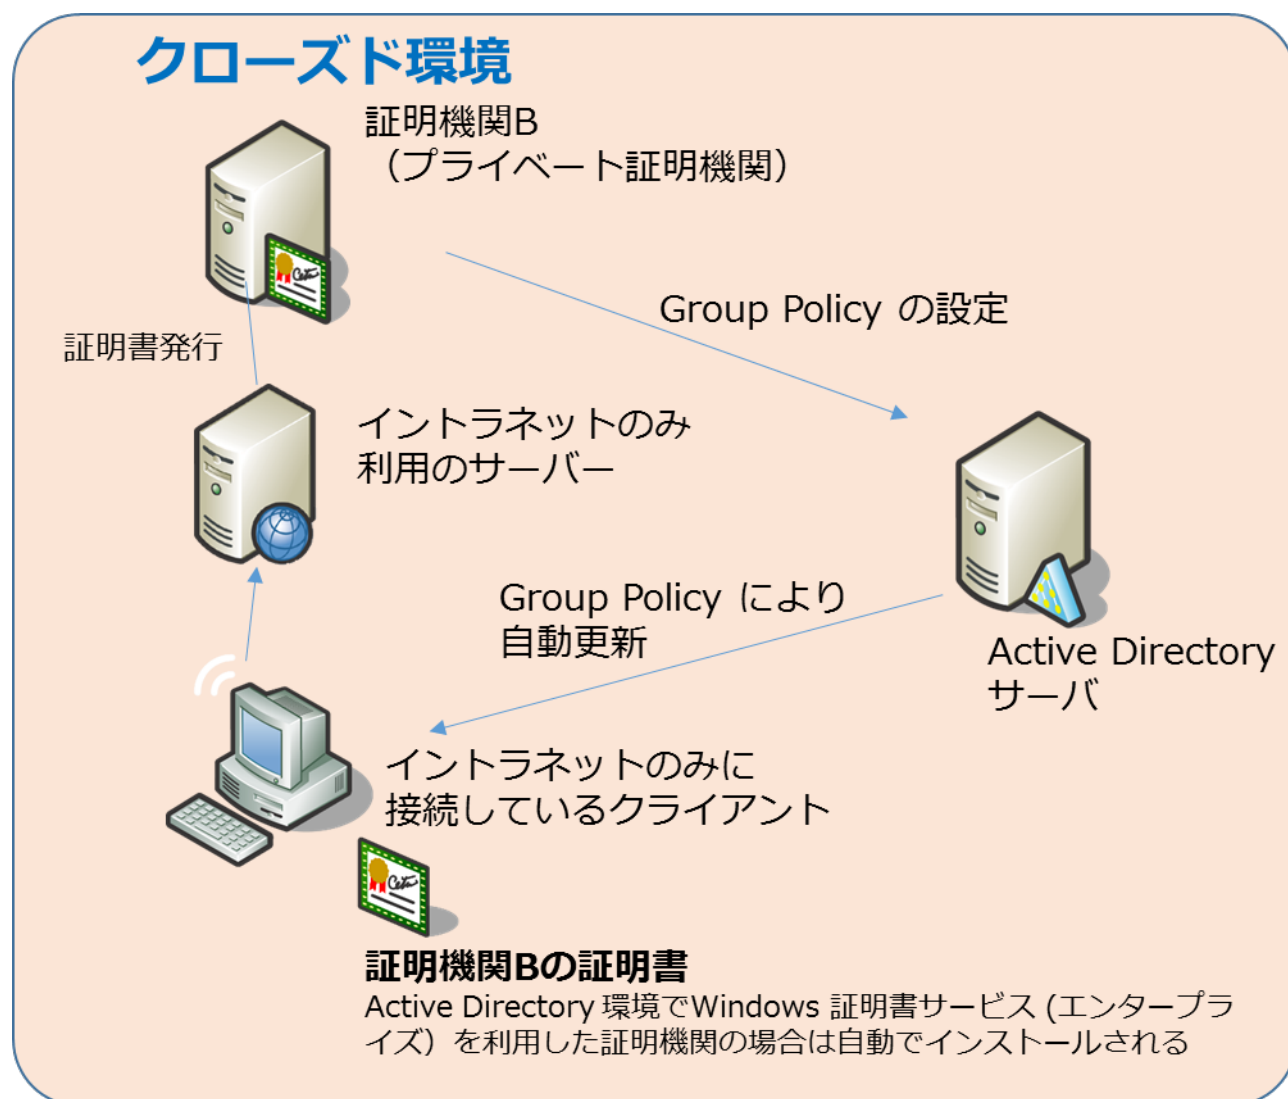 クローズド環境
証明機関B
（プライベート証明機関）
Group Policy の設定
証明書発行
イントラネットのみ
利用のサーバー
Group Policy により
自動更新
Active Directory
サーバ
イントラネットのみに
接続しているクライアント
証明機関Bの証明書
Active Directory 環境でWindows 証明書サービス (エンタープラ
イズ）を利用した証明機関の場合は自動でインストールされる